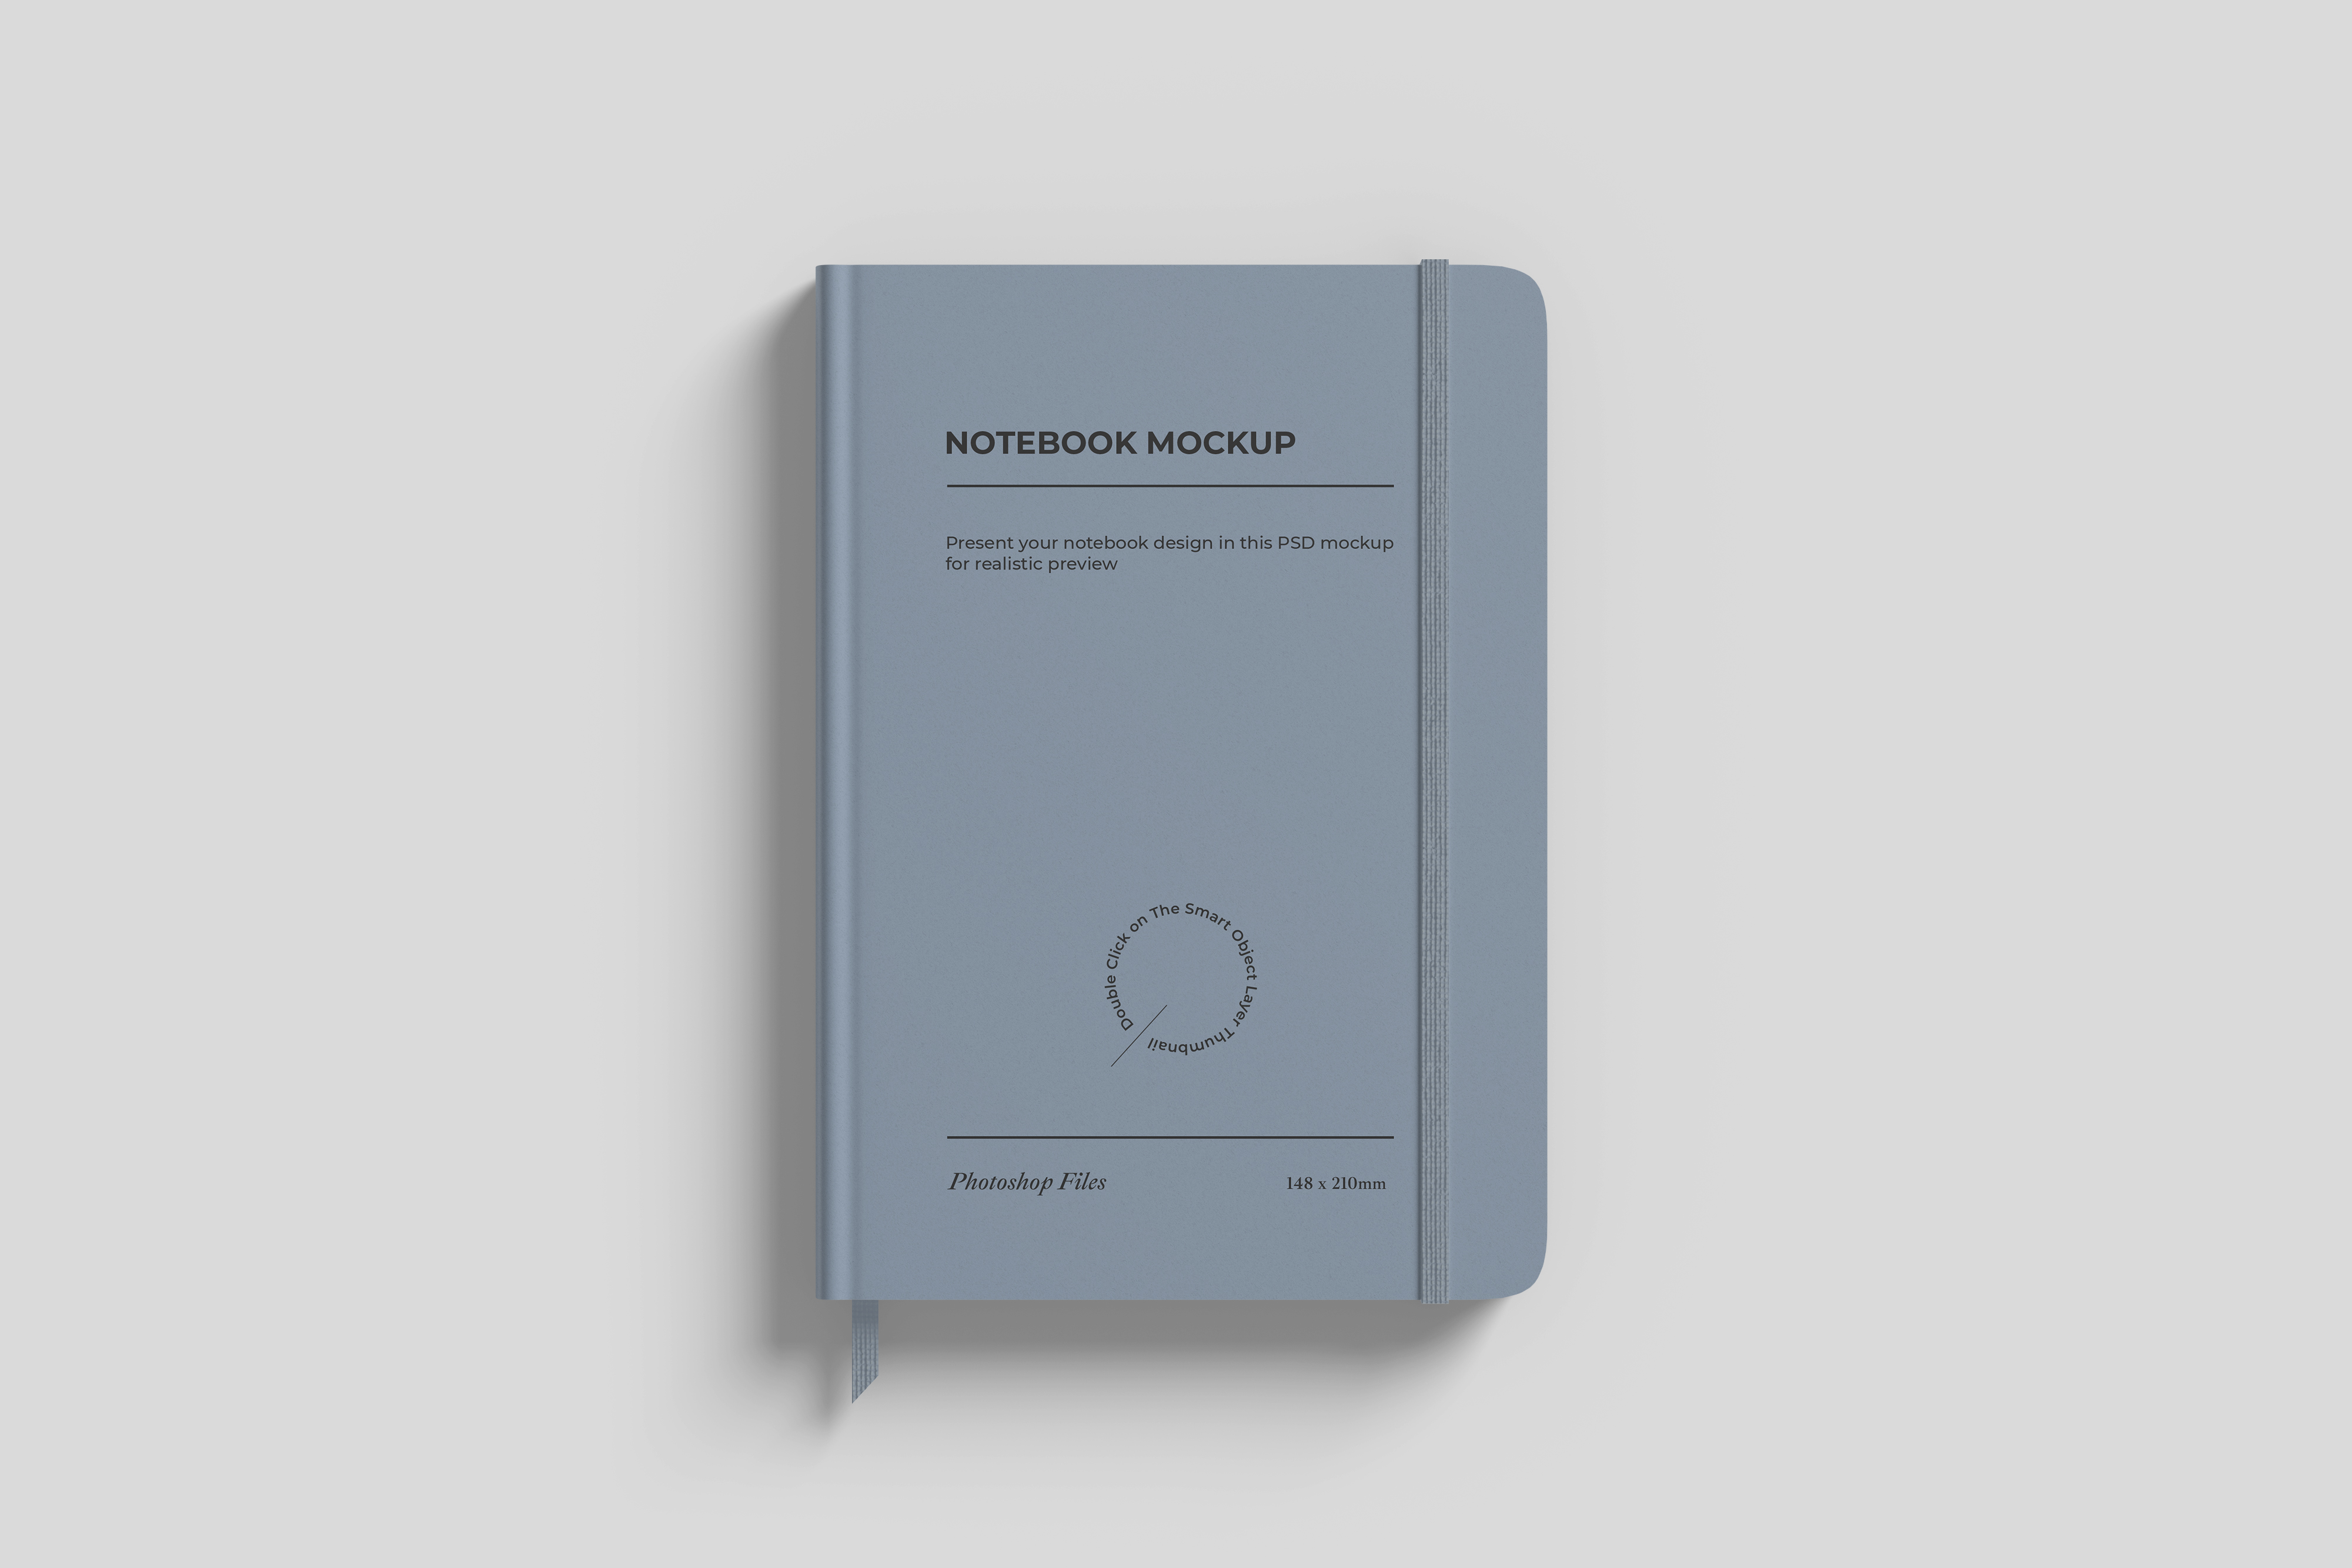 NOTEBOOK MOCKUP
Present your notebook design in this PSD mockup
for realistic preview
Double Click on The Smart Object Layer Thumbnail
Photoshop Files
148 x 210mm